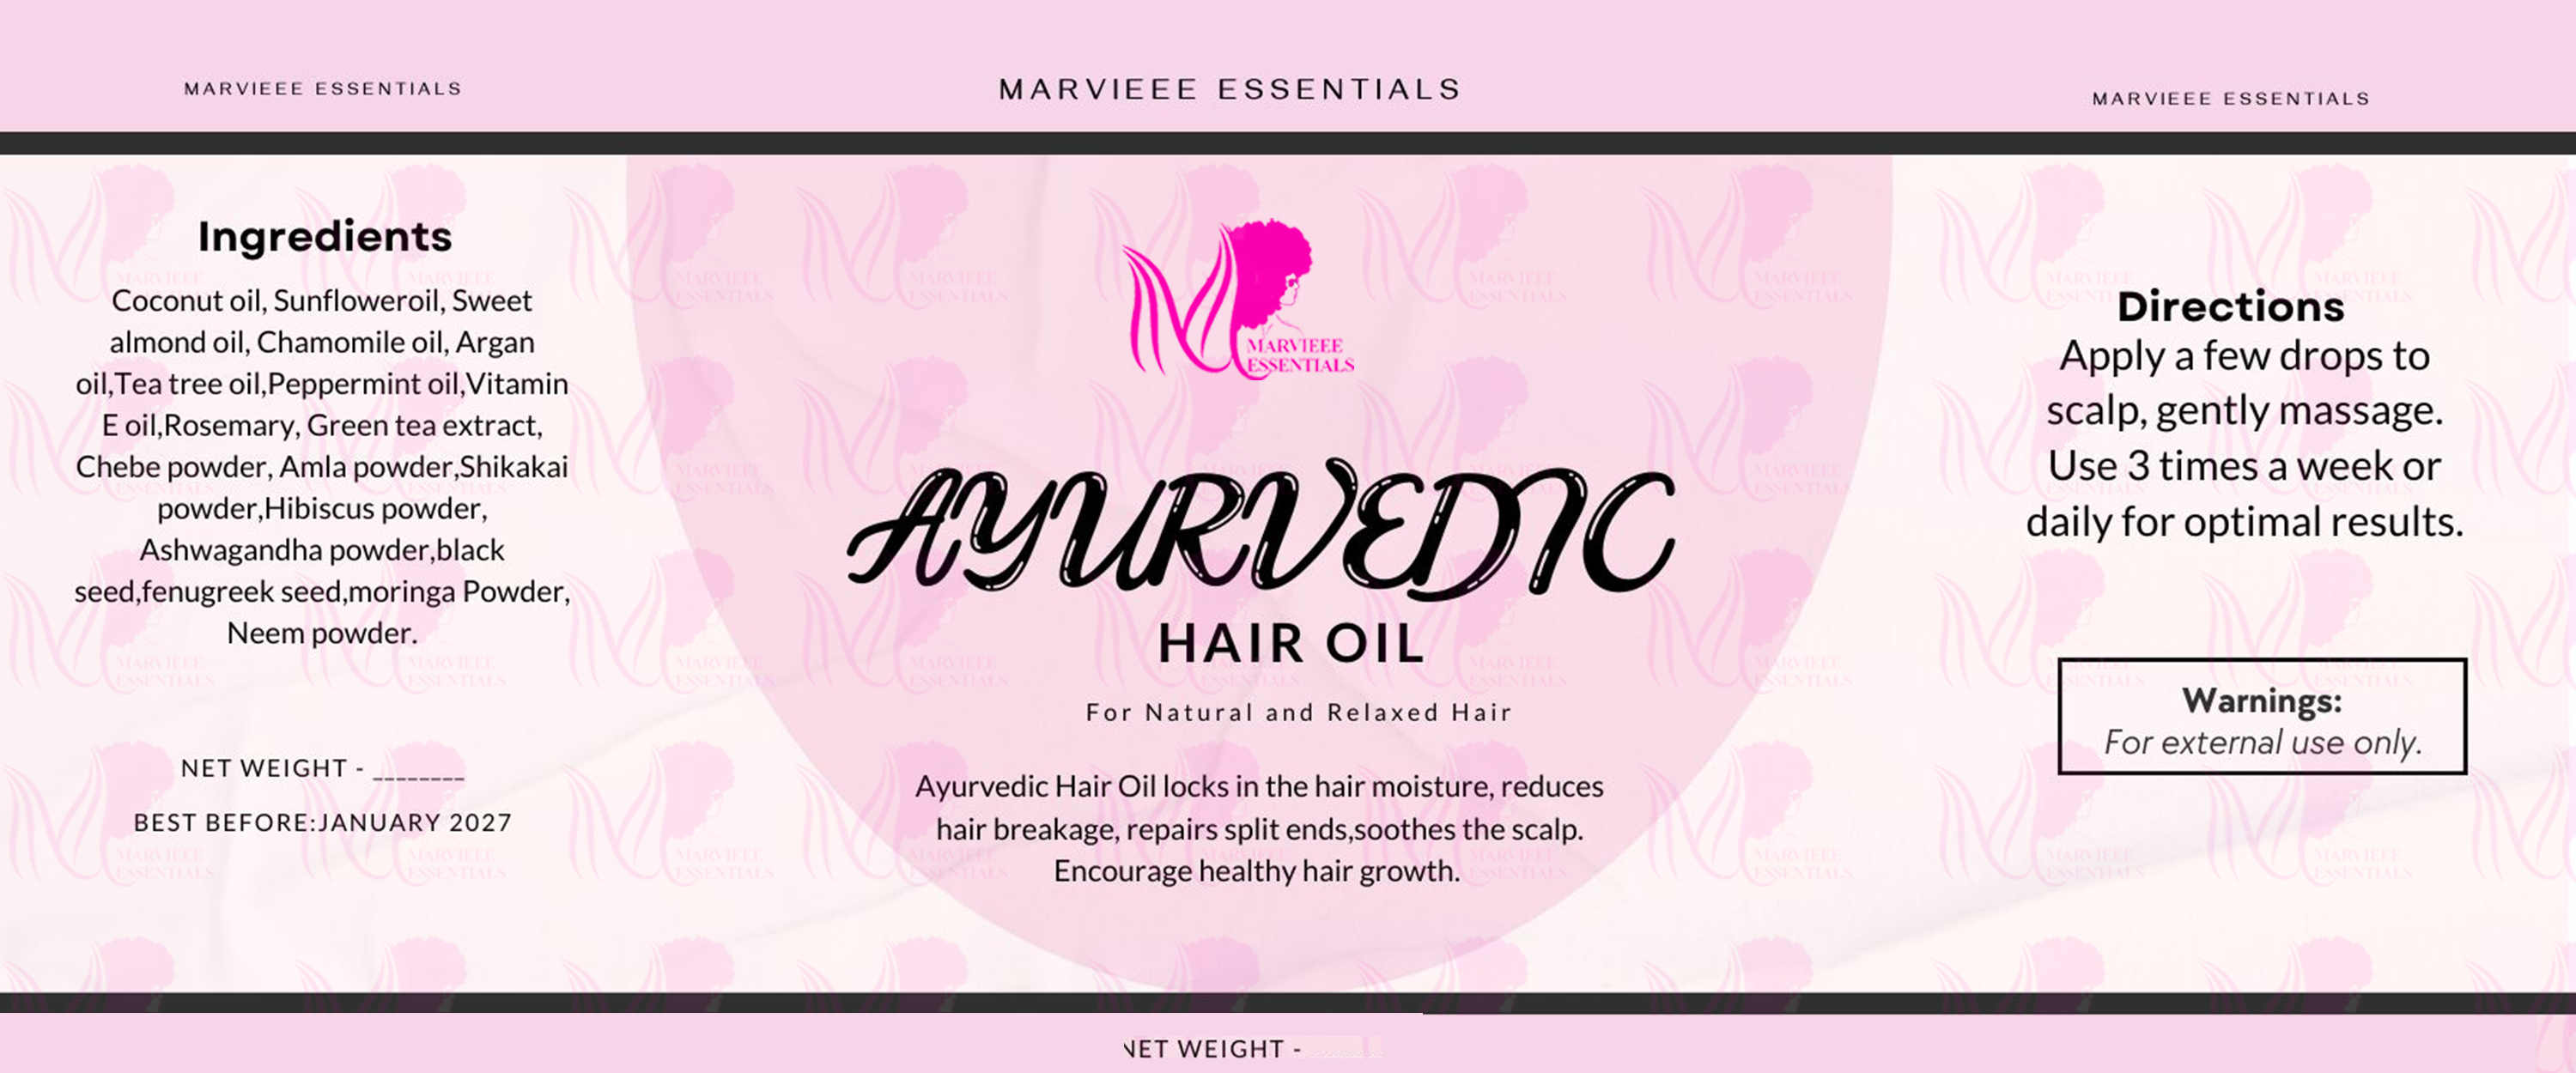 MARVIEEE ESSENTIALS
MARVIEEE ESSENTIALS
MARVIEEE ESSENTIALS
Ingredients
Coconut oil, Sunfloweroil, Sweet
almond oil, Chamomile oil, Argan
oil,Tea tree oil,Peppermint oil,Vitamin
E oil,Rosemary, Green tea extract,
Chebe powder, Amla powder,Shikakai
powder,Hibiscus powder,
Ashwagandha powder,black
seed,fenugreek seed,moringa Powder,
Neem powder.
NET WEIGHT - ________
BEST BEFORE:JANUARY 2027
MARVIEEE
ESSENTIALS
AYURVEDIC
HAIR OIL
For Natural and Relaxed Hair
Ayurvedic Hair Oil locks in the hair moisture, reduces
hair breakage, repairs split ends,soothes the scalp.
Encourage healthy hair growth.
Directions
Apply a few drops to
scalp, gently massage.
Use 3 times a week or
daily for optimal results.
Warnings:
For external use only.
NET WEIGHT -